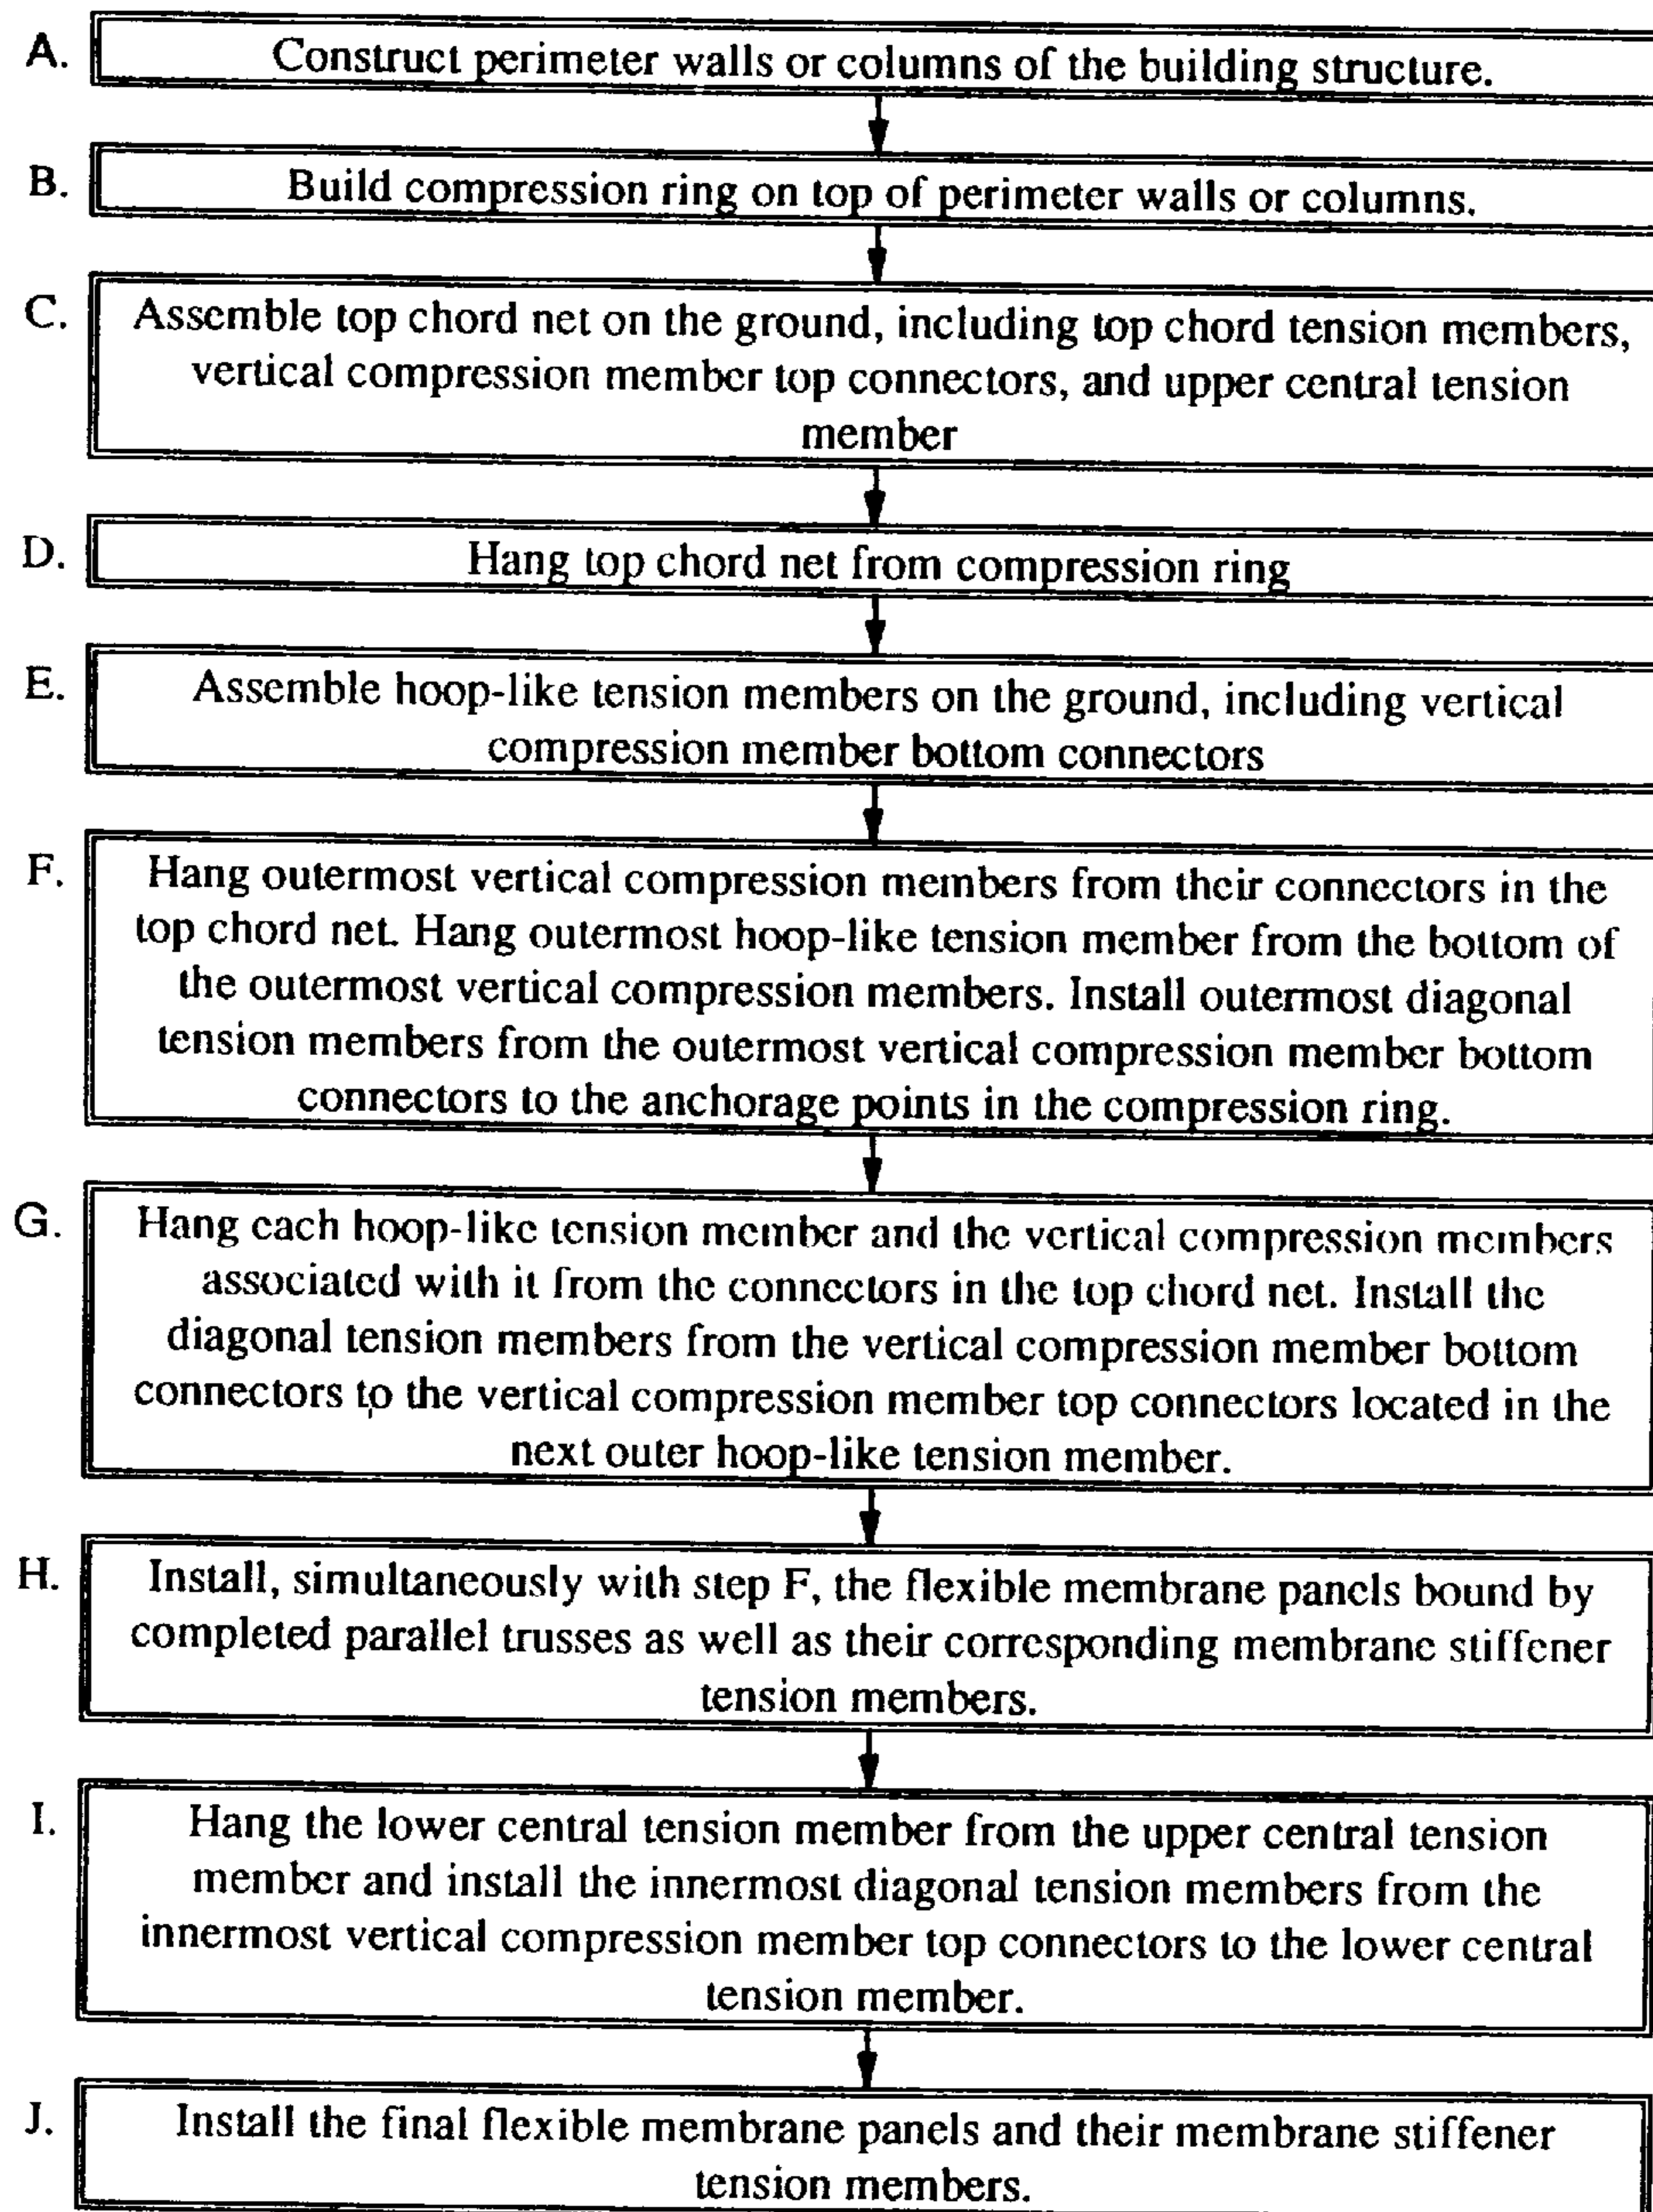 A. Construct perimeter walls or columns of the building structure.
B. Build compression ring on top of perimeter walls or columns.
C. Assemble top chord net on the ground, including top chord tension members,
vertical compression member top connectors, and upper central tension
member
D. Hang top chord net from compression ring
E. Assemble hoop-like tension members on the ground, including vertical
compression member bottom connectors
F. Hang outermost vertical compression members from their connectors in the
top chord net. Hang outermost hoop-like tension member from the bottom of
the outermost vertical compression members. Install outermost diagonal
tension members from the outermost vertical compression member bottom
connectors to the anchorage points in the compression ring.
G. Hang each hoop-like tension member and the vertical compression members
associated with it from the connectors in the top chord net. Install the
diagonal tension members from the vertical compression member bottom
connectors to the vertical compression member top connectors located in the
next outer hoop-like tension member.
H. Install, simultaneously with step F, the flexible membrane panels bound by
completed parallel trusses as well as their corresponding membrane stiffener
tension members.
I. Hang the lower central tension member from the upper central tension
member and install the innermost diagonal tension members from the
innermost vertical compression member top connectors to the lower central
tension member.
J. Install the final flexible membrane panels and their membrane stiffener
tension members.